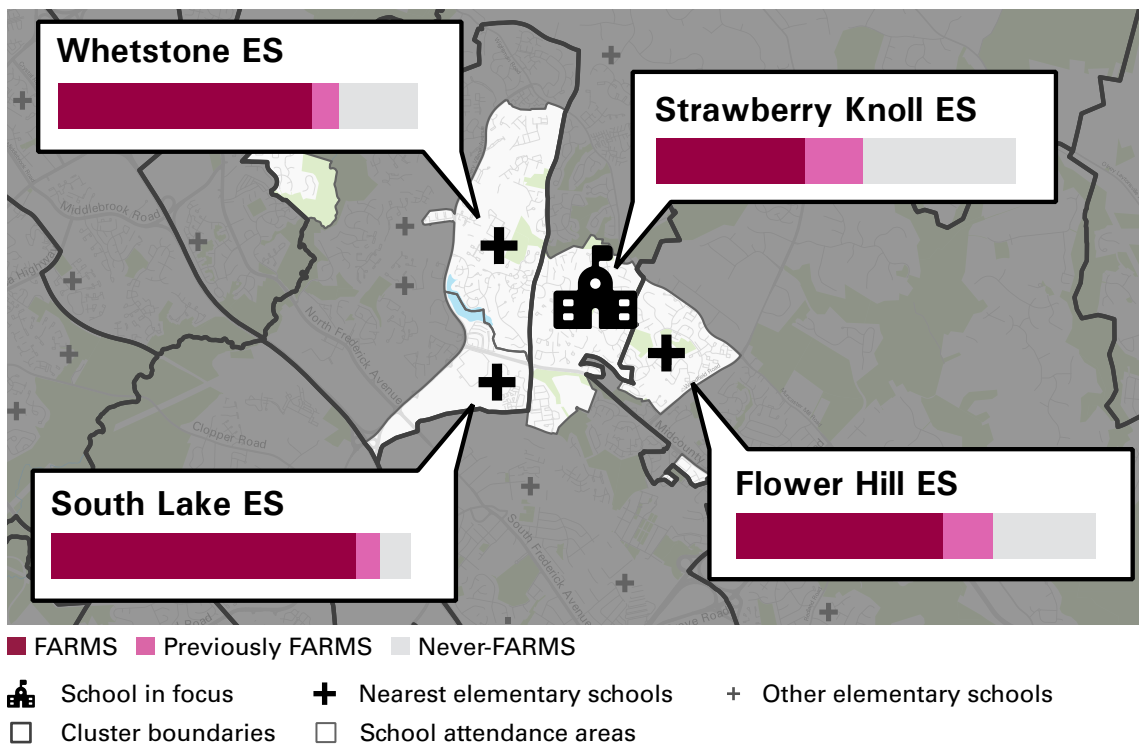 Whetstone ES
Strawberry Knoll ES
Middlebrook Road
North Frederick Avenue
Clopper Road
South Lake ES
Flower Hill ES
South Frederick Avenue
FARMS Previously FARMS Never-FARMS
School in focus Nearest elementary schools Other elementary schools
Cluster boundaries School attendance areas